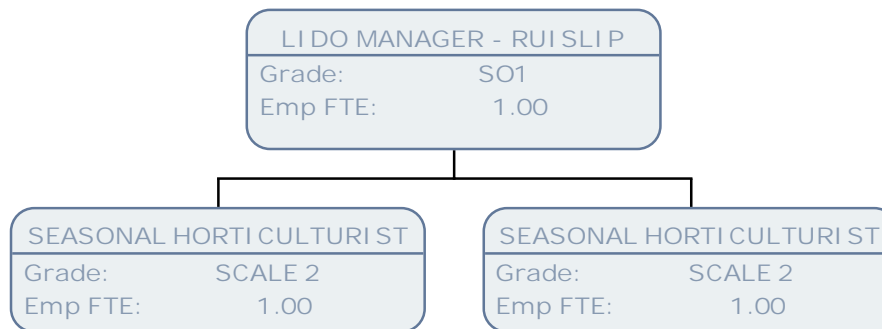 LIDO MANAGER - RUISLIP
Grade: SO1
Emp FTE: 1.00
SEASONAL HORTICULTURIST
Grade: SCALE 2
Emp FTE: 1.00
SEASONAL HORTICULTURIST
Grade: SCALE 2
Emp FTE: 1.00